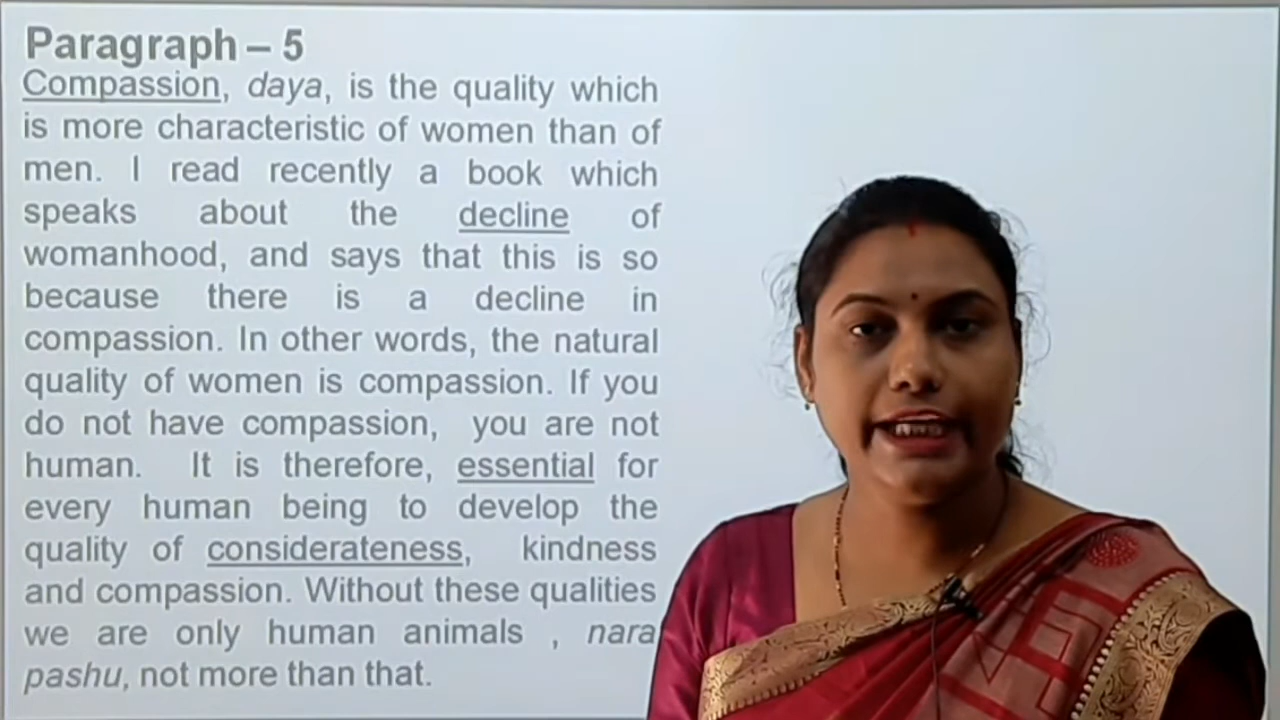 Paragraph – 5
Compassion, daya, is the quality which
is more characteristic of women than of
men. I read recently a book which
speaks about the decline of
womanhood, and says that this is so
because there is a decline in
compassion. In other words, the natural
quality of women is compassion. If you
do not have compassion, you are not
human. It is therefore, essential for
every human being to develop the
quality of considerateness, kindness
and compassion. Without these qualities
we are only human animals , nara
pashu, not more than that.